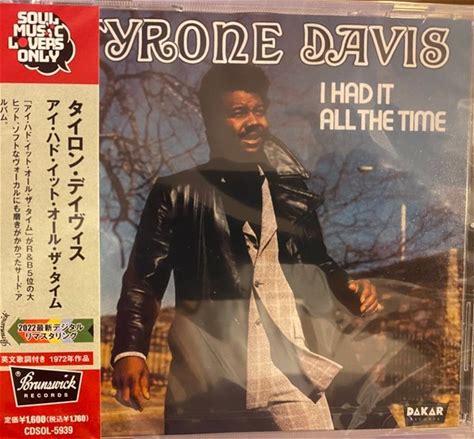 SOUL
MUSIC
LOVERS
ONLY
TYRONE DAVIS
I HAD IT
ALL THE TIME
タイロン・デイヴィス
アイ・ハド・イット・オール・ザ・タイム
「アイ・ハド・イット・オール・ザ・タイム」がR&B5位の大
ヒット、ソフトなヴォーカルにも磨きがかかったサード・ア
ルバム。
2022最新デジタル
リマスタリング
英文歌詞付き 1972年作品
Brunswick
RECORDS
定価¥1,600(税込¥1,760)
CDSOL-5939
DAKAR
RECORDS